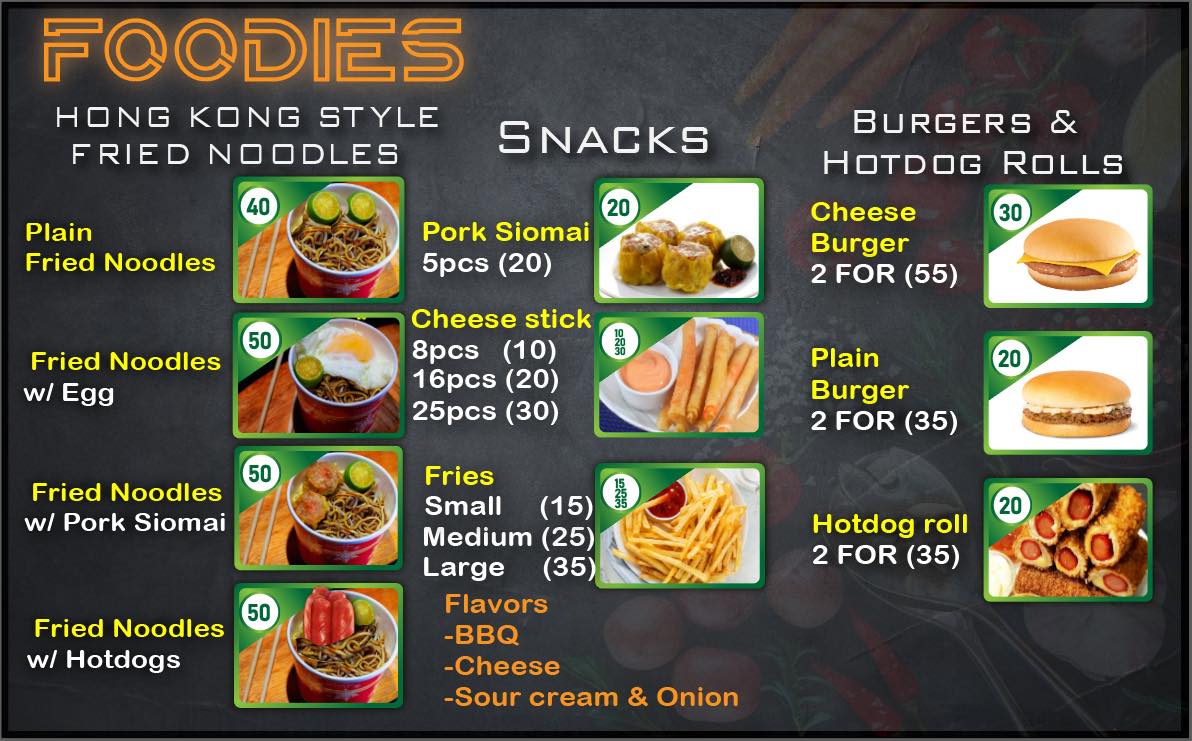 FOODIES
HONG KONG STYLE
FRIED NOODLES
Plain
Fried Noodles
40
Fried Noodles
w/ Egg
50
Fried Noodles
w/ Pork Siomai
50
Fried Noodles
w/ Hotdogs
50
SNACKS
Pork Siomai
5pcs (20)
20
Cheese stick
8pcs (10)
16pcs (20)
25pcs (30)
10
20
30
Fries
Small (15)
Medium (25)
Large (35)
15
25
35
Flavors
-BBQ
-Cheese
-Sour cream & Onion
BURGERS &
HOTDOG ROLLS
Cheese
Burger
2 FOR (55)
30
Plain
Burger
2 FOR (35)
20
Hotdog roll
2 FOR (35)
20